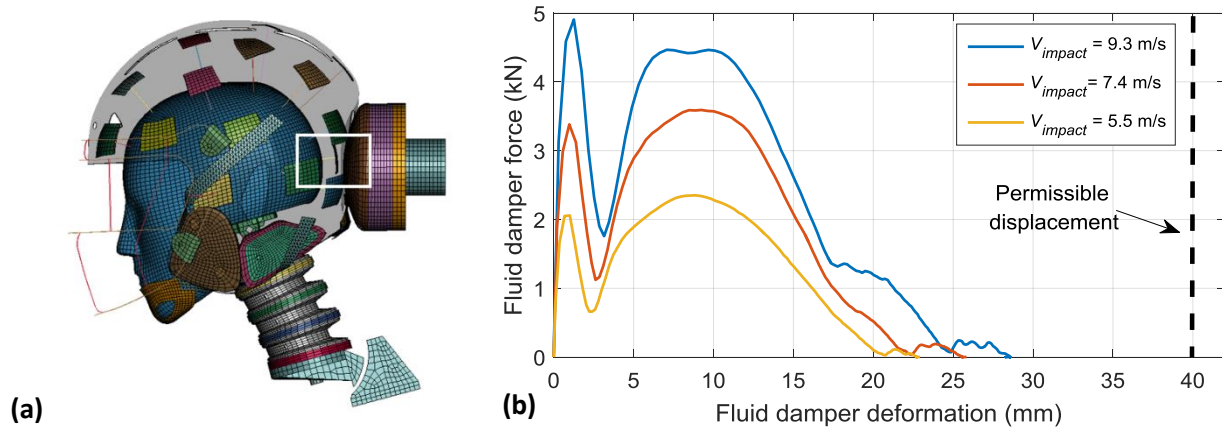 (a)
(b)
Fluid damper force (kN)
5
4
3
2
1
0
V_impact = 9.3 m/s
V_impact = 7.4 m/s
V_impact = 5.5 m/s
Permissible
displacement
0 5 10 15 20 25 30 35 40
Fluid damper deformation (mm)